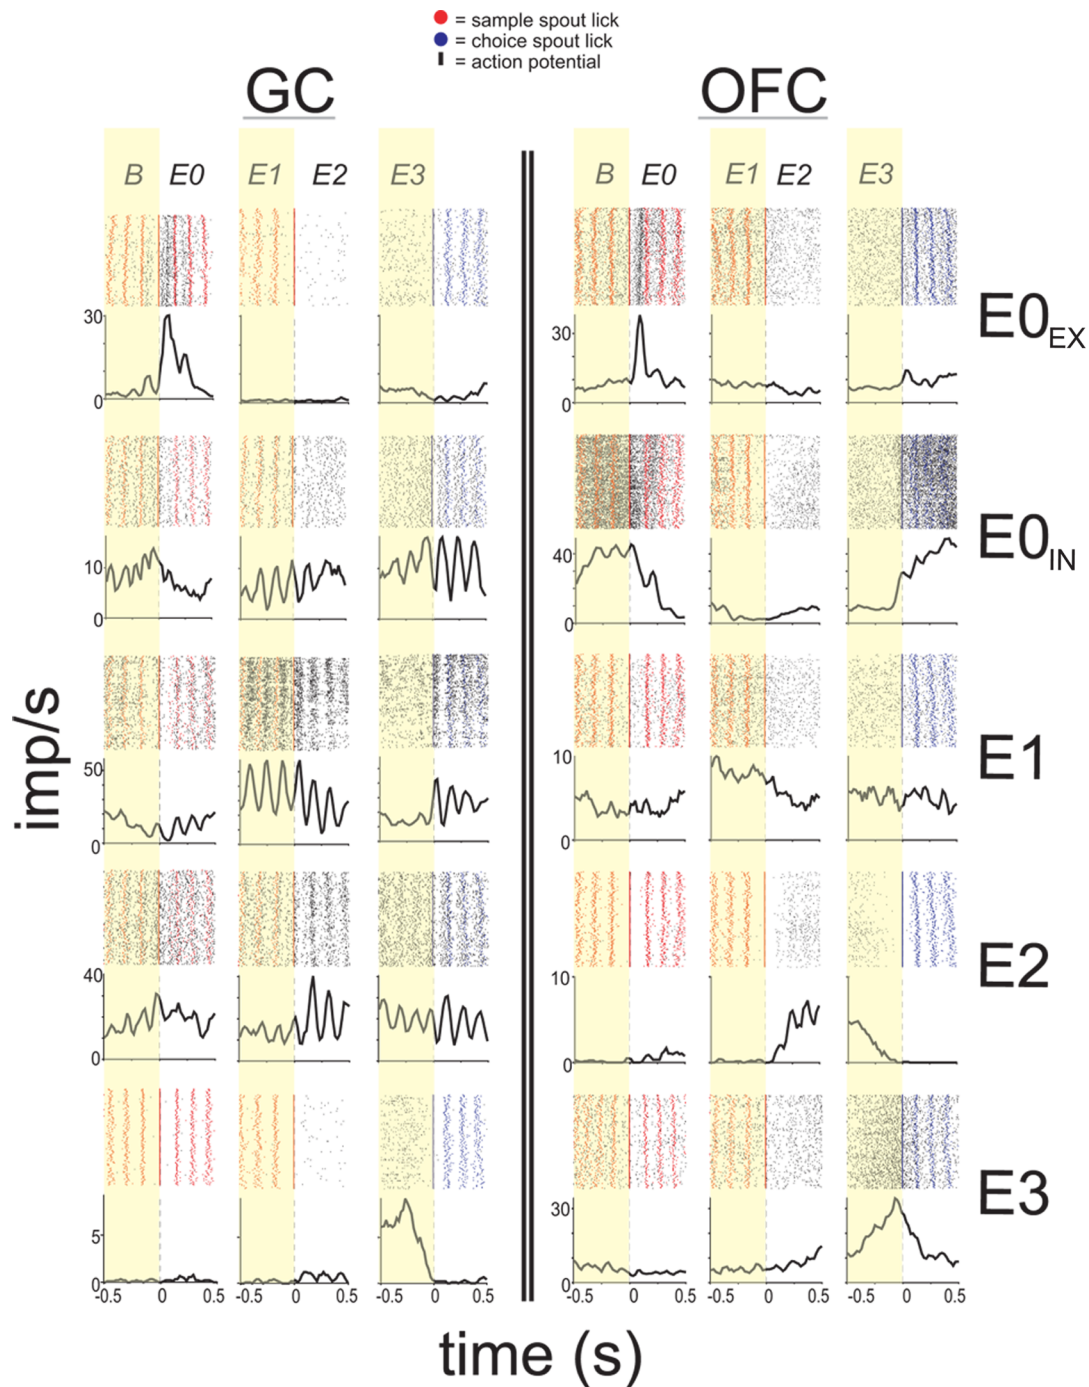 = sample spout lick
= choice spout lick
= action potential
GC OFC
B E0 E1 E2 E3 B E0 E1 E2 E3
30
0
30
0
E0EX
10
0
40
0
E0IN
50
0
10
0
E1
40
0
10
0
E2
5
0
30
0
E3
-0.5 0 0.5 -0.5 0 0.5 -0.5 0 0.5 -0.5 0 0.5 -0.5 0 0.5 -0.5 0 0.5
imp/s
time (s)